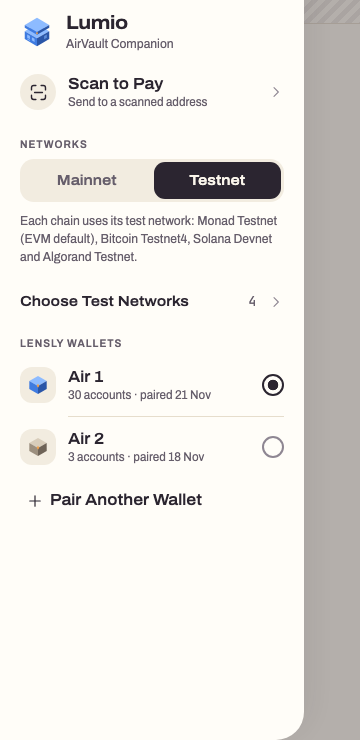 Lumio
AirVault Companion
Scan to Pay
Send to a scanned address
NETWORKS
Mainnet
Testnet
Each chain uses its test network: Monad Testnet
(EVM default), Bitcoin Testnet4, Solana Devnet
and Algorand Testnet.
Choose Test Networks
4
LENSLY WALLETS
Air 1
30 accounts · paired 21 Nov
Air 2
3 accounts · paired 18 Nov
Pair Another Wallet